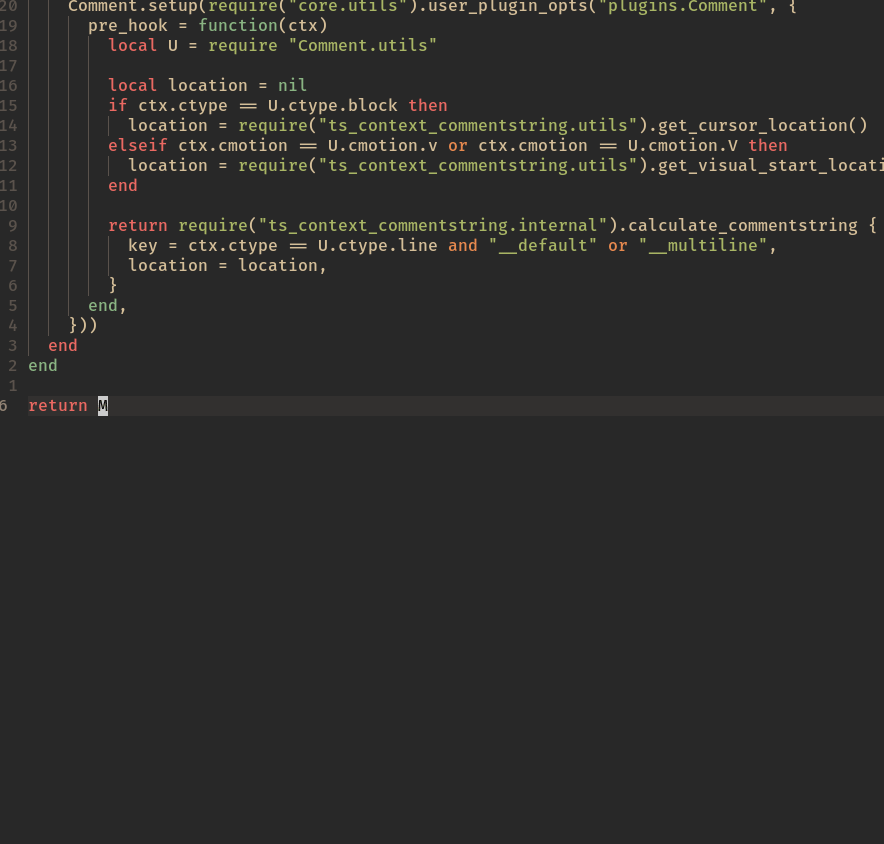 20     Comment.setup(require("core.utils").user_plugin_opts("plugins.Comment", {
19       pre_hook = function(ctx)
18         local U = require "Comment.utils"
17
16         local location = nil
15         if ctx.ctype == U.ctype.block then
14           location = require("ts_context_commentstring.utils").get_cursor_location()
13         elseif ctx.cmotion == U.cmotion.v or ctx.cmotion == U.cmotion.V then
12           location = require("ts_context_commentstring.utils").get_visual_start_locati
11         end
10
9         return require("ts_context_commentstring.internal").calculate_commentstring {
8           key = ctx.ctype == U.ctype.line and "__default" or "__multiline",
7           location = location,
6         }
5       end,
4     }))
3   end
2 end
1
6 return M